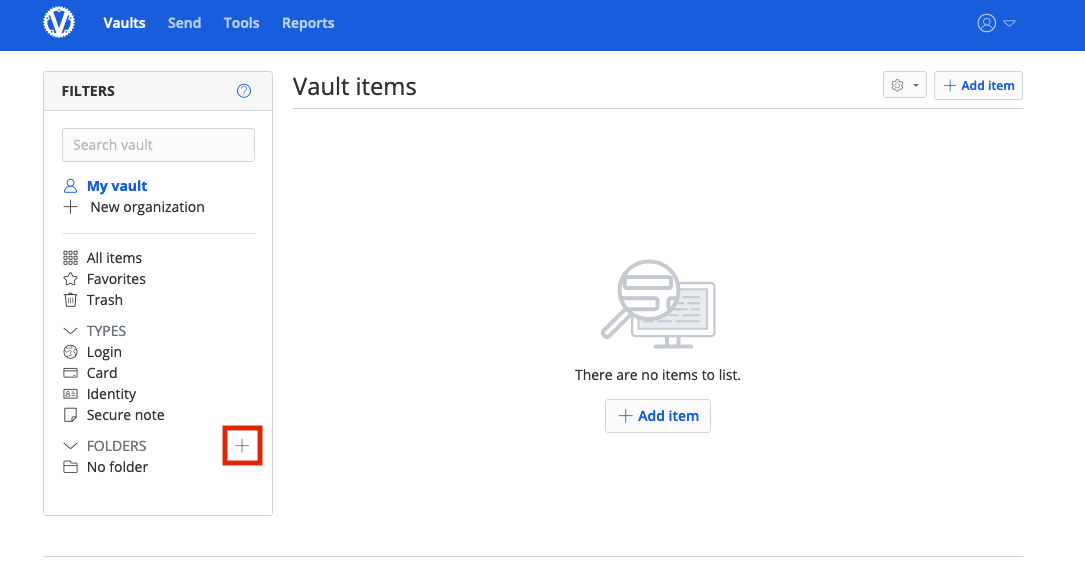 Vaults Send Tools Reports
FILTERS
Vault items
Add item
Search vault
My vault
New organization
All items
Favorites
Trash
TYPES
Login
Card
Identity
Secure note
FOLDERS
No folder
There are no items to list.
Add item